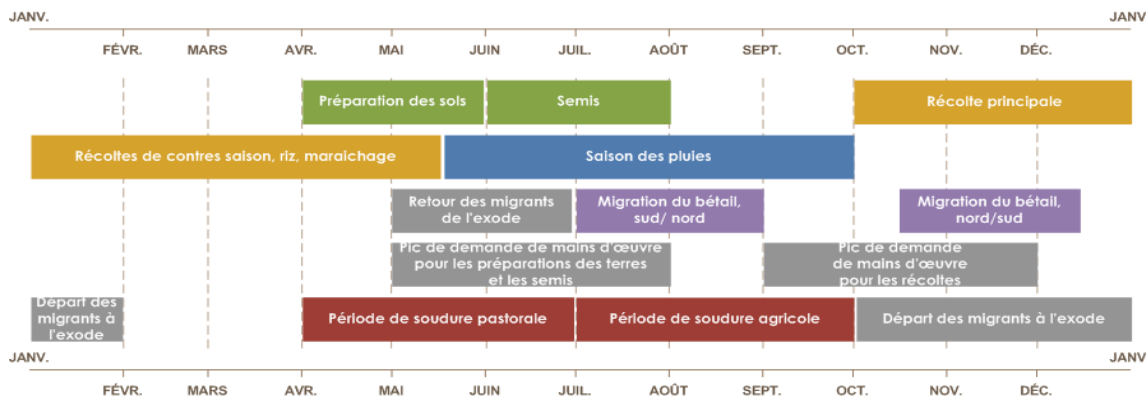 JANV. JANV
FÉVR. MARS AVR. MAI JUIN JUIL. AOÛT SEPT. OCT. NOV. DÉC.
Préparation des sols
Semis
Récolte principale
Récoltes de contres saison, riz, maraichage
Saison des pluies
Retour des migrants
de l'exode
Migration du bétail,
sud/ nord
Migration du bétail,
nord/sud
Pic de demande de mains d'œuvre
pour les préparations des terres
et les semis
Pic de demande
de mains d'œuvre
pour les récoltes
Départ des
migrants à
l'exode
Période de soudure pastorale
Période de soudure agricole
Départ des migrants à l'exode
JANV. JANV
FÉVR. MARS AVR. MAI JUIN JUIL. AOÛT SEPT. OCT. NOV. DÉC.